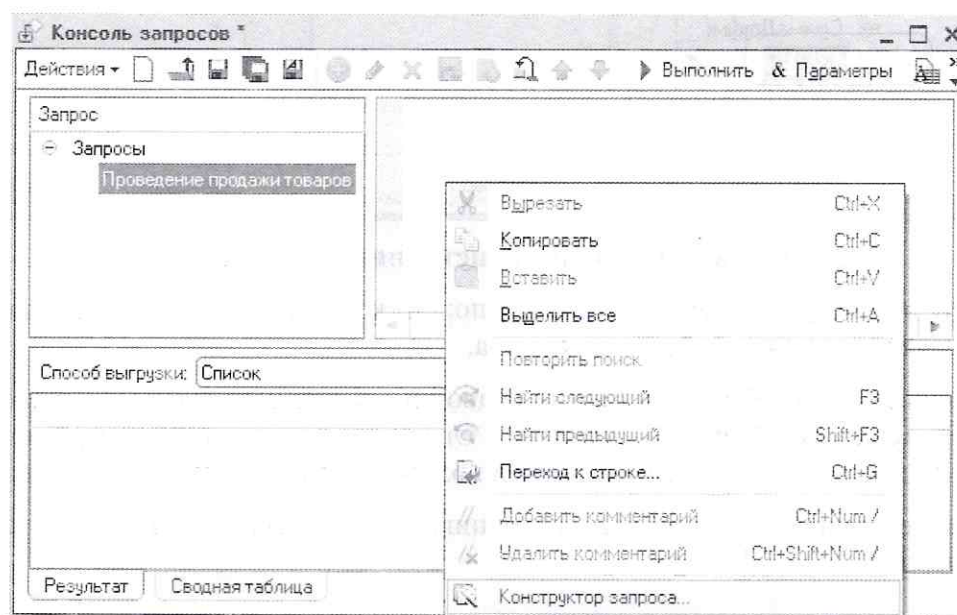 Консоль запросов *
Действия Выполнить Параметры
Запрос
Запросы
Проведение продажи товаров
Вырезать Ctrl+X
Копировать Ctrl+C
Вставить Ctrl+V
Выделить все Ctrl+A
Повторить поиск
Найти следующий F3
Найти предыдущий Shift+F3
Переход к строке... Ctrl+G
Добавить комментарий Ctrl+Num /
Удалить комментарий Ctrl+Shift+Num /
Конструктор запроса...
Способ выгрузки: Список
Результат Сводная таблица